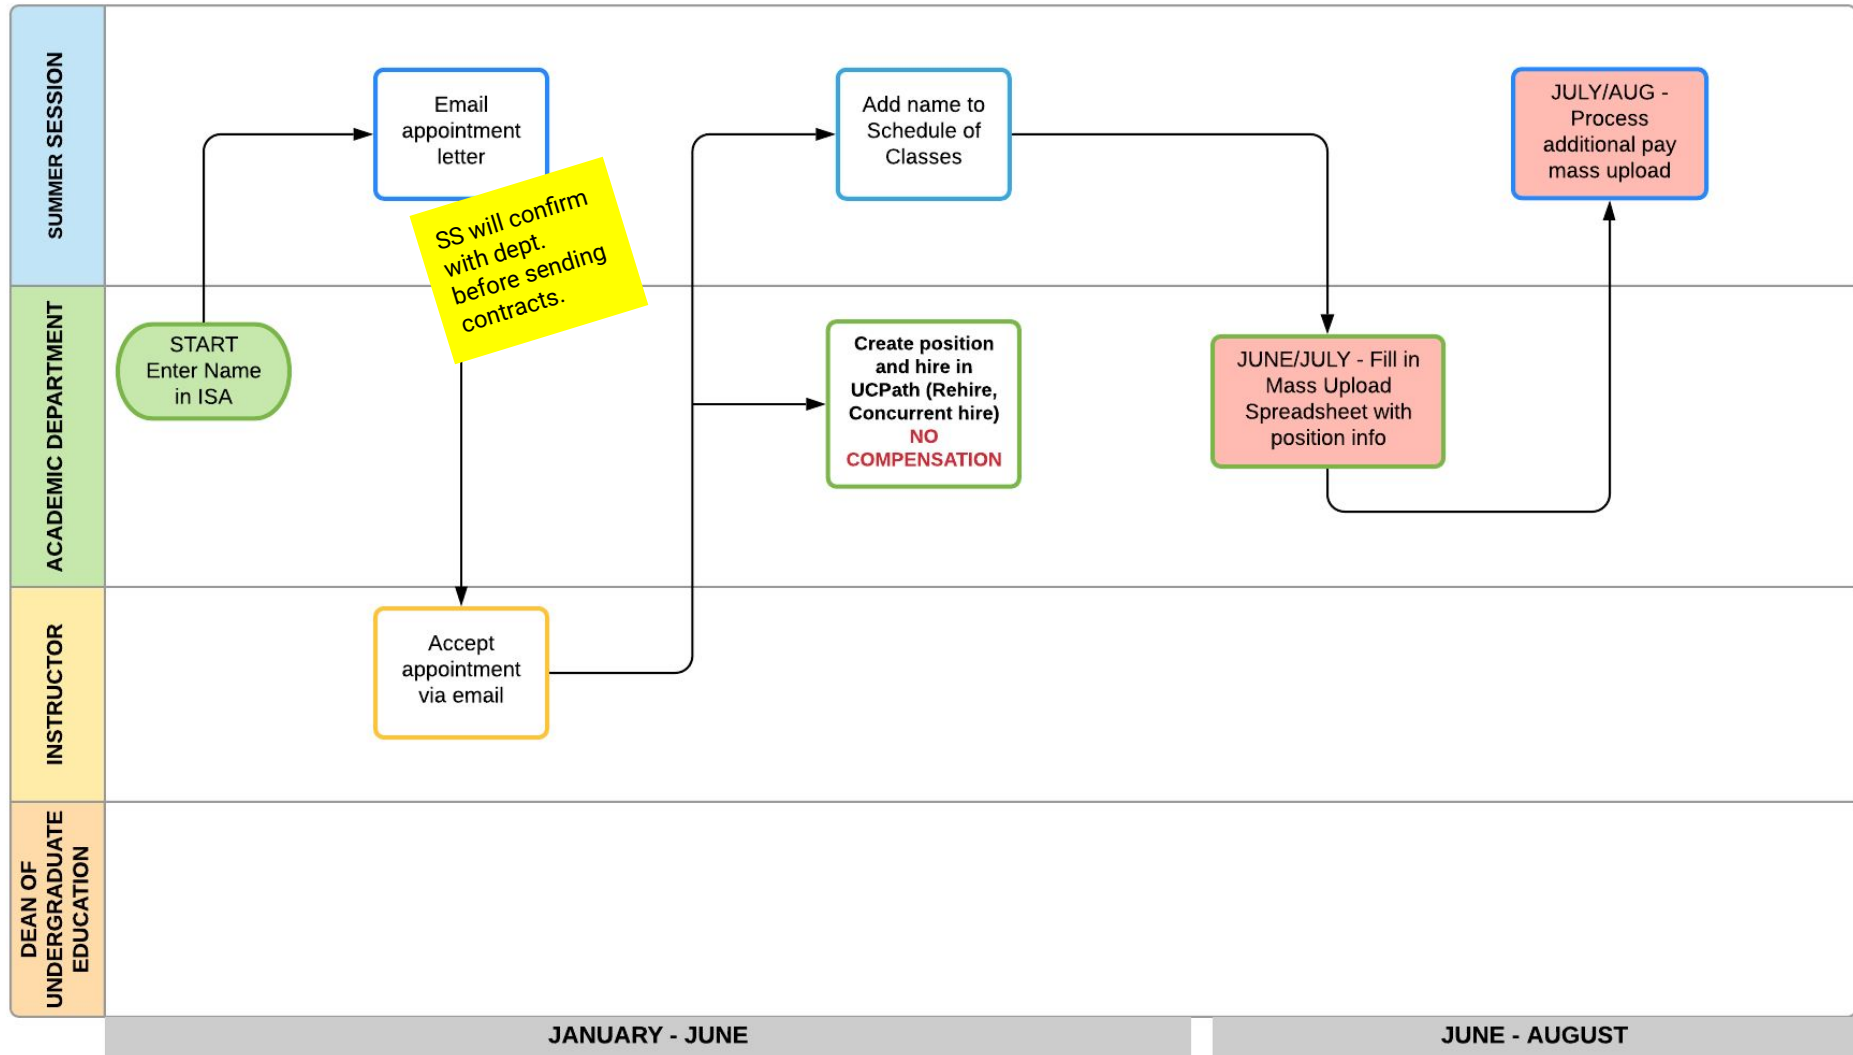 SUMMER SESSION
Email
appointment
letter
Add name to
Schedule of
Classes
JULY/AUG -
Process
additional pay
mass upload
SS will confirm
with dept.
before sending
contracts.
ACADEMIC DEPARTMENT
START
Enter Name
in ISA
Create position
and hire in
UCPath (Rehire,
Concurrent hire)
NO
COMPENSATION
JUNE/JULY - Fill in
Mass Upload
Spreadsheet with
position info
INSTRUCTOR
Accept
appointment
via email
DEAN OF
UNDERGRADUATE
EDUCATION
JANUARY - JUNE
JUNE - AUGUST